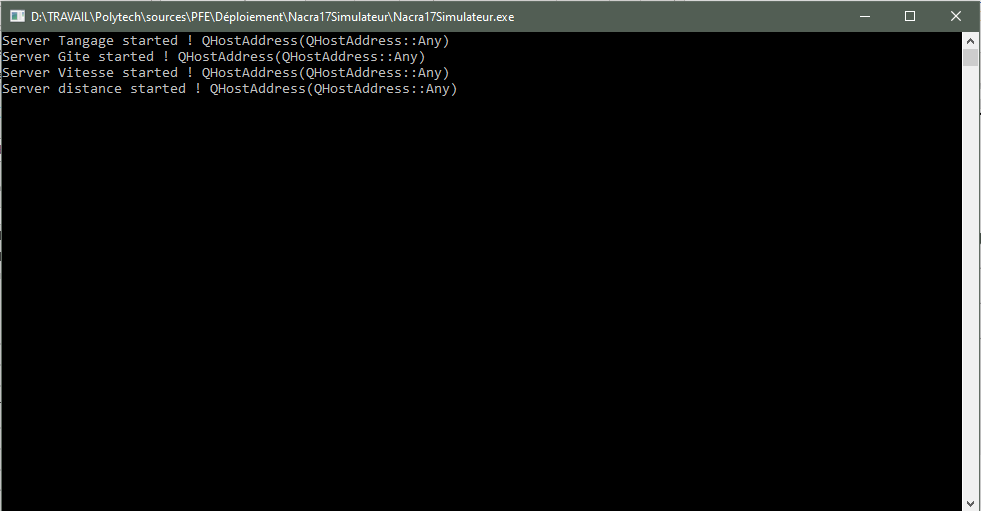 D:\TRAVAIL\Polytech\sources\PFE\Déploiement\Nacra17Simulateur\Nacra17Simulateur.exe
Server Tangage started ! QHostAddress(QHostAddress::Any)
Server Gite started ! QHostAddress(QHostAddress::Any)
Server Vitesse started ! QHostAddress(QHostAddress::Any)
Server distance started ! QHostAddress(QHostAddress::Any)